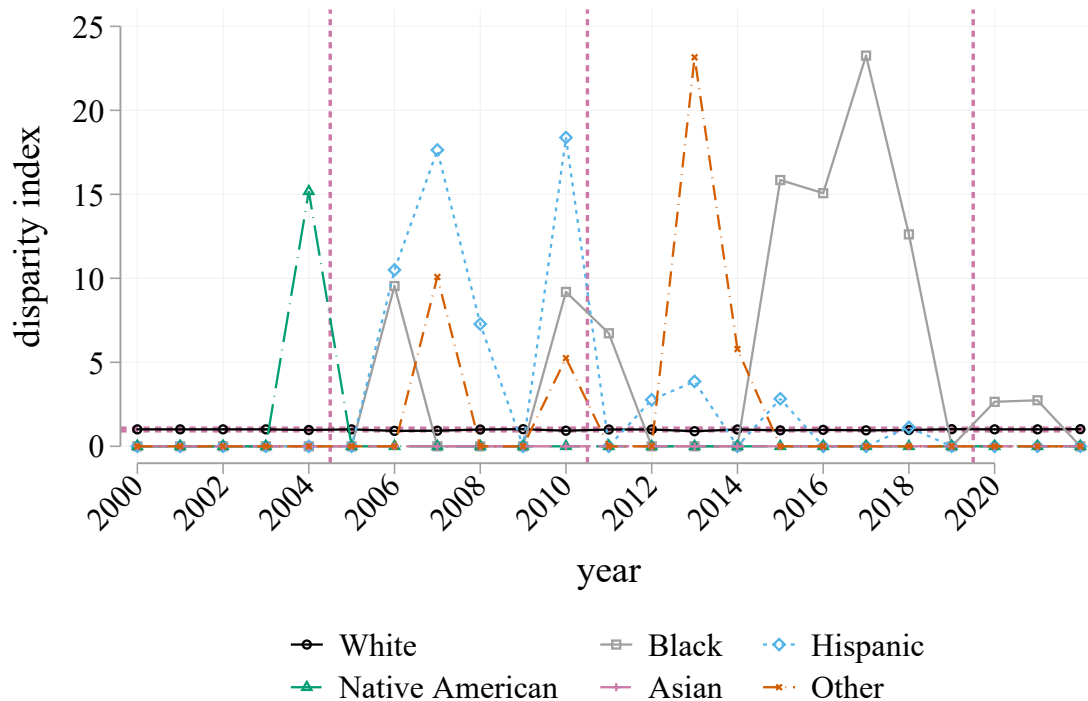 25
20
15
10
5
0
disparity index
2000
2002
2004
2006
2008
2010
2012
2014
2016
2018
2020
year
White
Black
Hispanic
Native American
Asian
Other